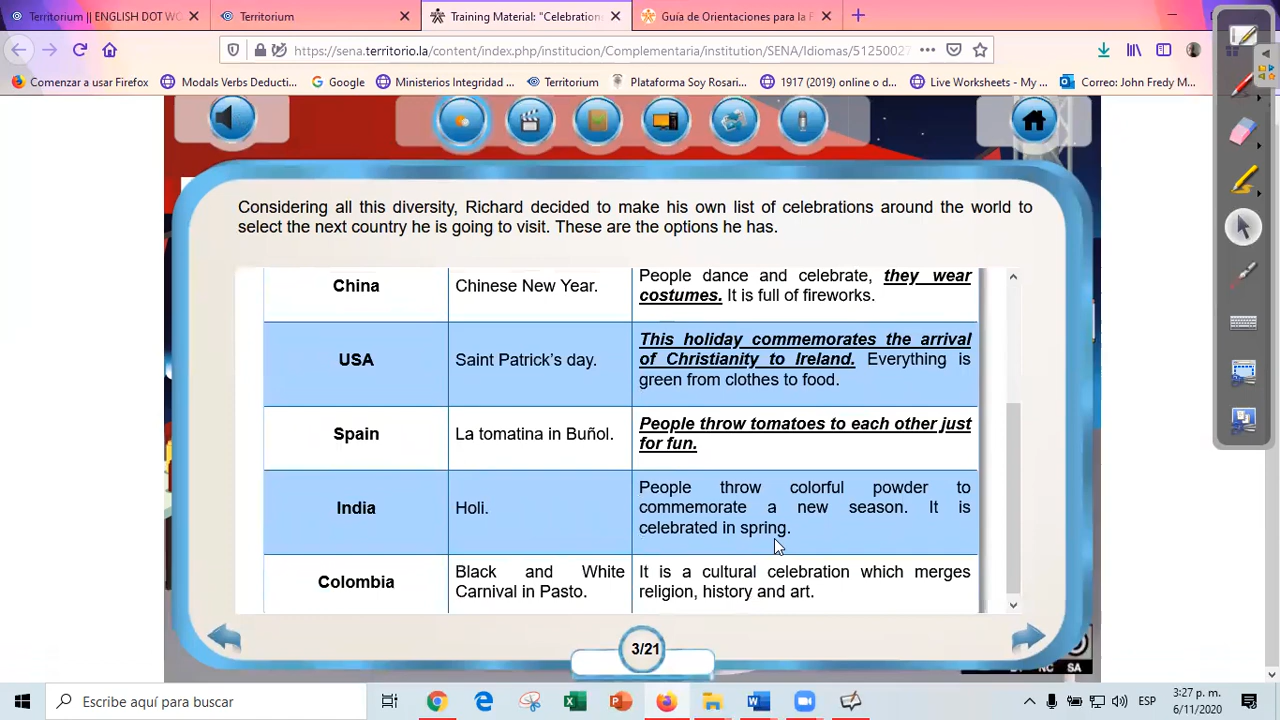 Territorium || ENGLISH DOT WO
Territorium
Training Material: "Celebration
Guía de Orientaciones para la F
https://sena.territorio.la/content/index.php/institucion/Complementaria/institution/SENA/Idiomas/51250027
Comenzar a usar Firefox
Modals Verbs Deducti...
Google
Ministerios Integridad ...
Territorium
Plataforma Soy Rosari...
1917 (2019) online o d...
Live Worksheets - My ...
Correo: John Fredy M...
Considering all this diversity, Richard decided to make his own list of celebrations around the world to
select the next country he is going to visit. These are the options he has.
China
Chinese New Year.
People dance and celebrate, they wear
costumes. It is full of fireworks.
USA
Saint Patrick's day.
This holiday commemorates the arrival
of Christianity to Ireland. Everything is
green from clothes to food.
Spain
La tomatina in Buñol.
People throw tomatoes to each other just
for fun.
India
Holi.
People throw colorful powder to
commemorate a new season. It is
celebrated in spring.
Colombia
Black and White
Carnival in Pasto.
It is a cultural celebration which merges
religion, history and art.
3/21
NC SA
Escribe aquí para buscar
ESP
3:27 p. m.
6/11/2020